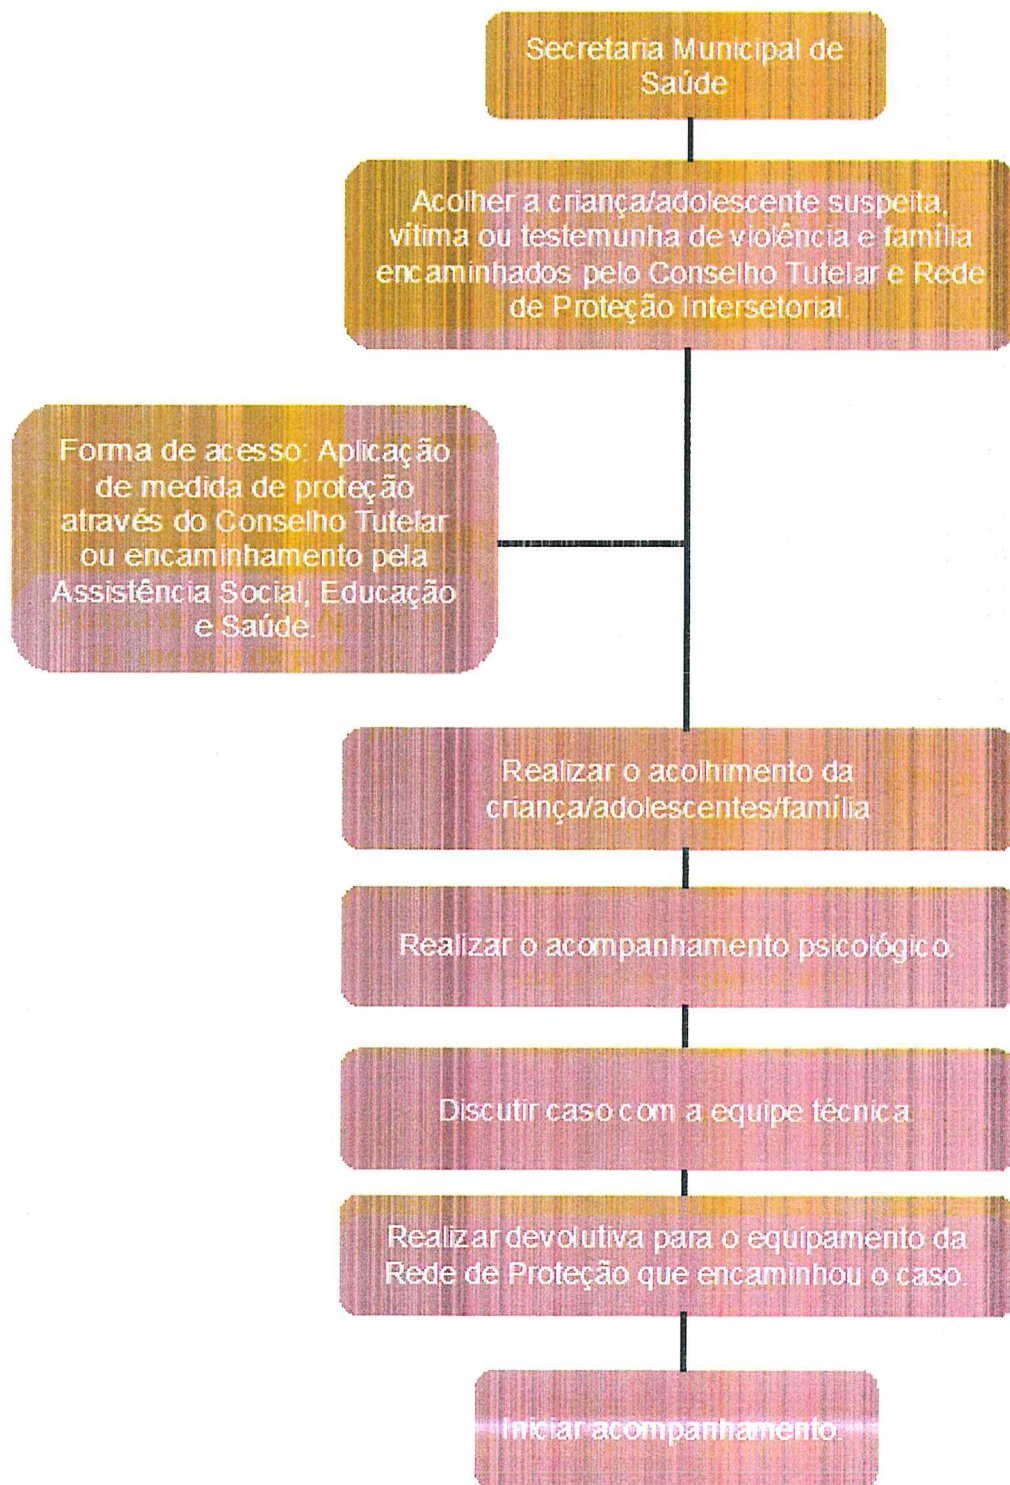 Secretaria Municipal de
Saúde
Acolher a criança/adolescente suspeita,
vítima ou testemunha de violência e família
encaminhados pelo Conselho Tutelar e Rede
de Proteção Intersetorial.
Forma de acesso: Aplicação
de medida de proteção
através do Conselho Tutelar
ou encaminhamento pela
Assistência Social, Educação
e Saúde.
Realizar o acolhimento da
criança/adolescentes/família
Realizar o acompanhamento psicológico.
Discutir caso com a equipe técnica
Realizar devolutiva para o equipamento da
Rede de Proteção que encaminhou o caso.
Iniciar acompanhamento.